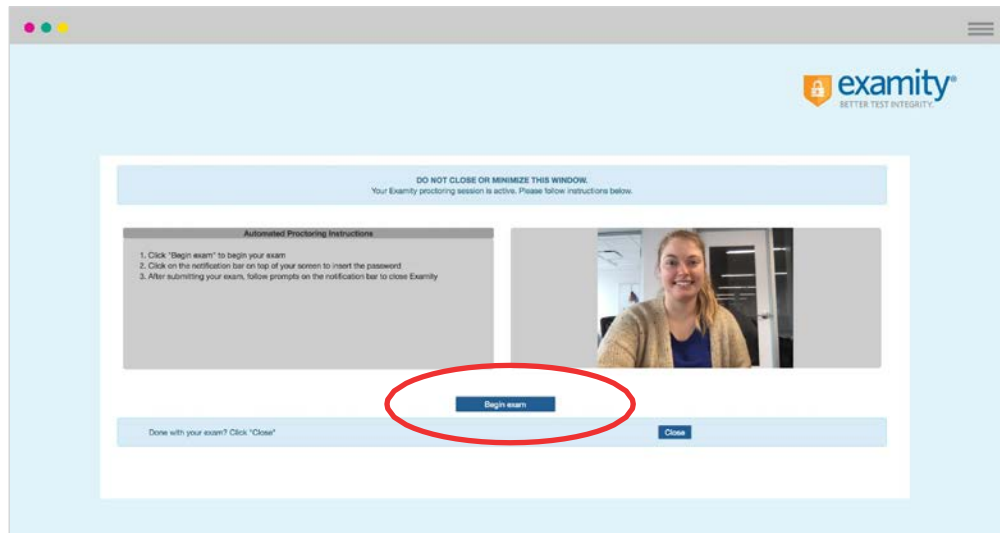 examity®
BETTER TEST INTEGRITY.
DO NOT CLOSE OR MINIMIZE THIS WINDOW.
Your Examity proctoring session is active. Please follow instructions below.
Automated Proctoring Instructions
1. Click "Begin exam" to begin your exam
2. Click on the notification bar on top of your screen to insert the password
3. After submitting your exam, follow prompts on the notification bar to close Examity
Begin exam
Done with your exam? Click "Close"
Close